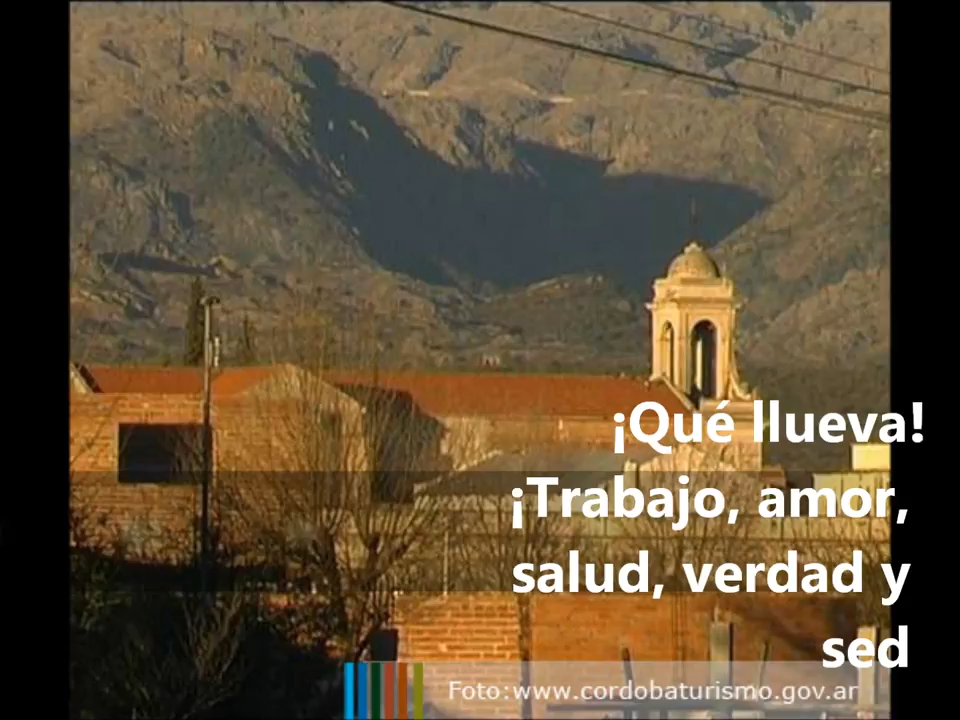 ¡Qué llueva!
¡Trabajo, amor,
salud, verdad y
sed
Foto:www.cordobaturismo.gov.ar